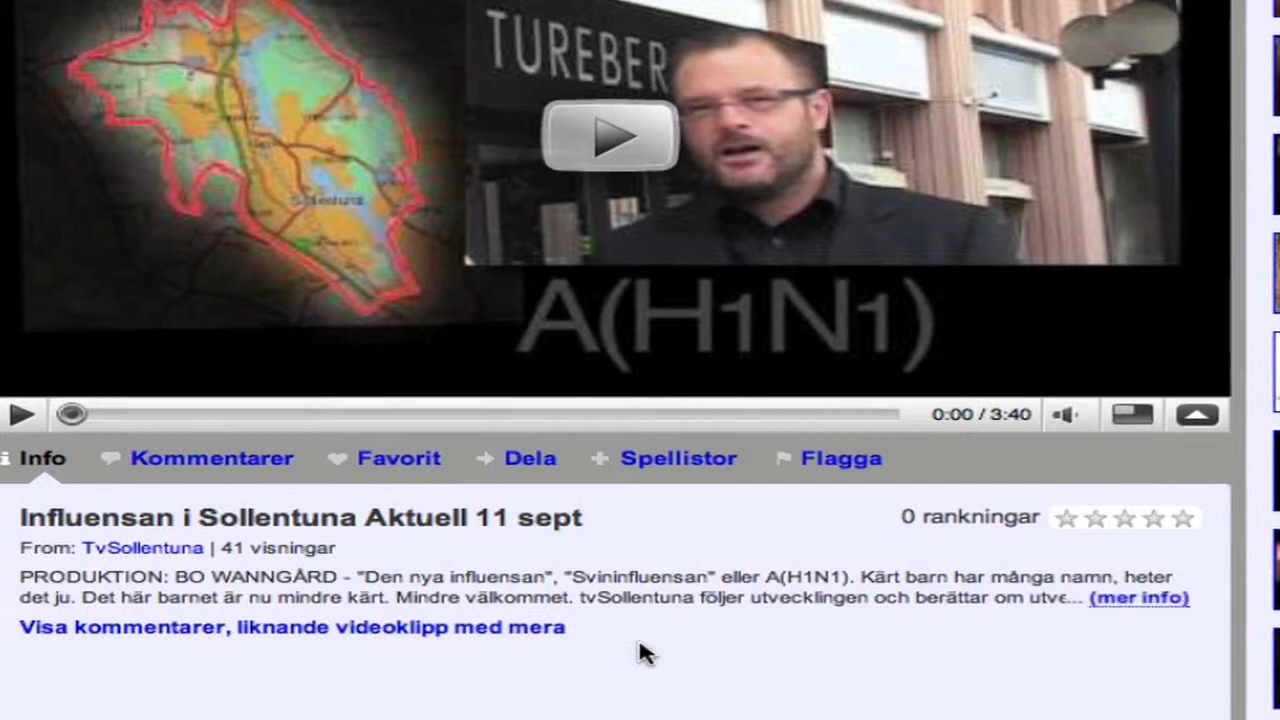 TUREBER
Sollentuna
A(H1N1)
0:00 / 3:40
Info Kommentarer Favorit Dela Spellistor Flagga
Influensan i Sollentuna Aktuell 11 sept
0 rankningar
From: TvSollentuna | 41 visningar
PRODUKTION: BO WANNGÅRD - "Den nya influensan", "Svininfluensan" eller A(H1N1). Kärt barn har många namn, heter
det ju. Det här barnet är nu mindre kärt. Mindre välkommet. tvSollentuna följer utvecklingen och berättar om utve... (mer info)
Visa kommentarer, liknande videoklipp med mera